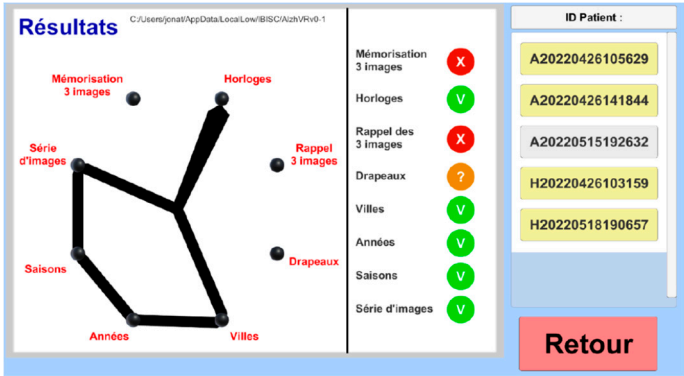 Résultats
C:/Users/jonat/AppData/LocalLow/IBISC/AlzhVRv0-1
Mémorisation
3 images
Horloges
Série
d'images
Rappel
3 images
Saisons
Drapeaux
Années
Villes
Mémorisation
3 images
X
Horloges
V
Rappel des
3 images
X
Drapeaux
?
Villes
V
Années
V
Saisons
V
Série d'images
V
ID Patient :
A20220426105629
A20220426141844
A20220515192632
H20220426103159
H20220518190657
Retour